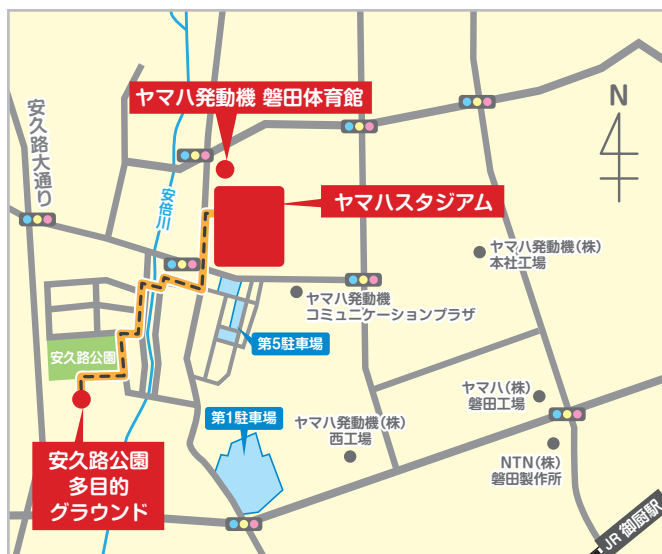 N
ヤマハ発動機 磐田体育館
安久路大通り
安倍川
ヤマハスタジアム
ヤマハ発動機(株)
本社工場
ヤマハ発動機
コミュニケーションプラザ
第5駐車場
安久路公園
ヤマハ(株)
磐田工場
第1駐車場
ヤマハ発動機(株)
西工場
安久路公園
多目的
グラウンド
NTN(株)
磐田製作所
JR 御厨駅